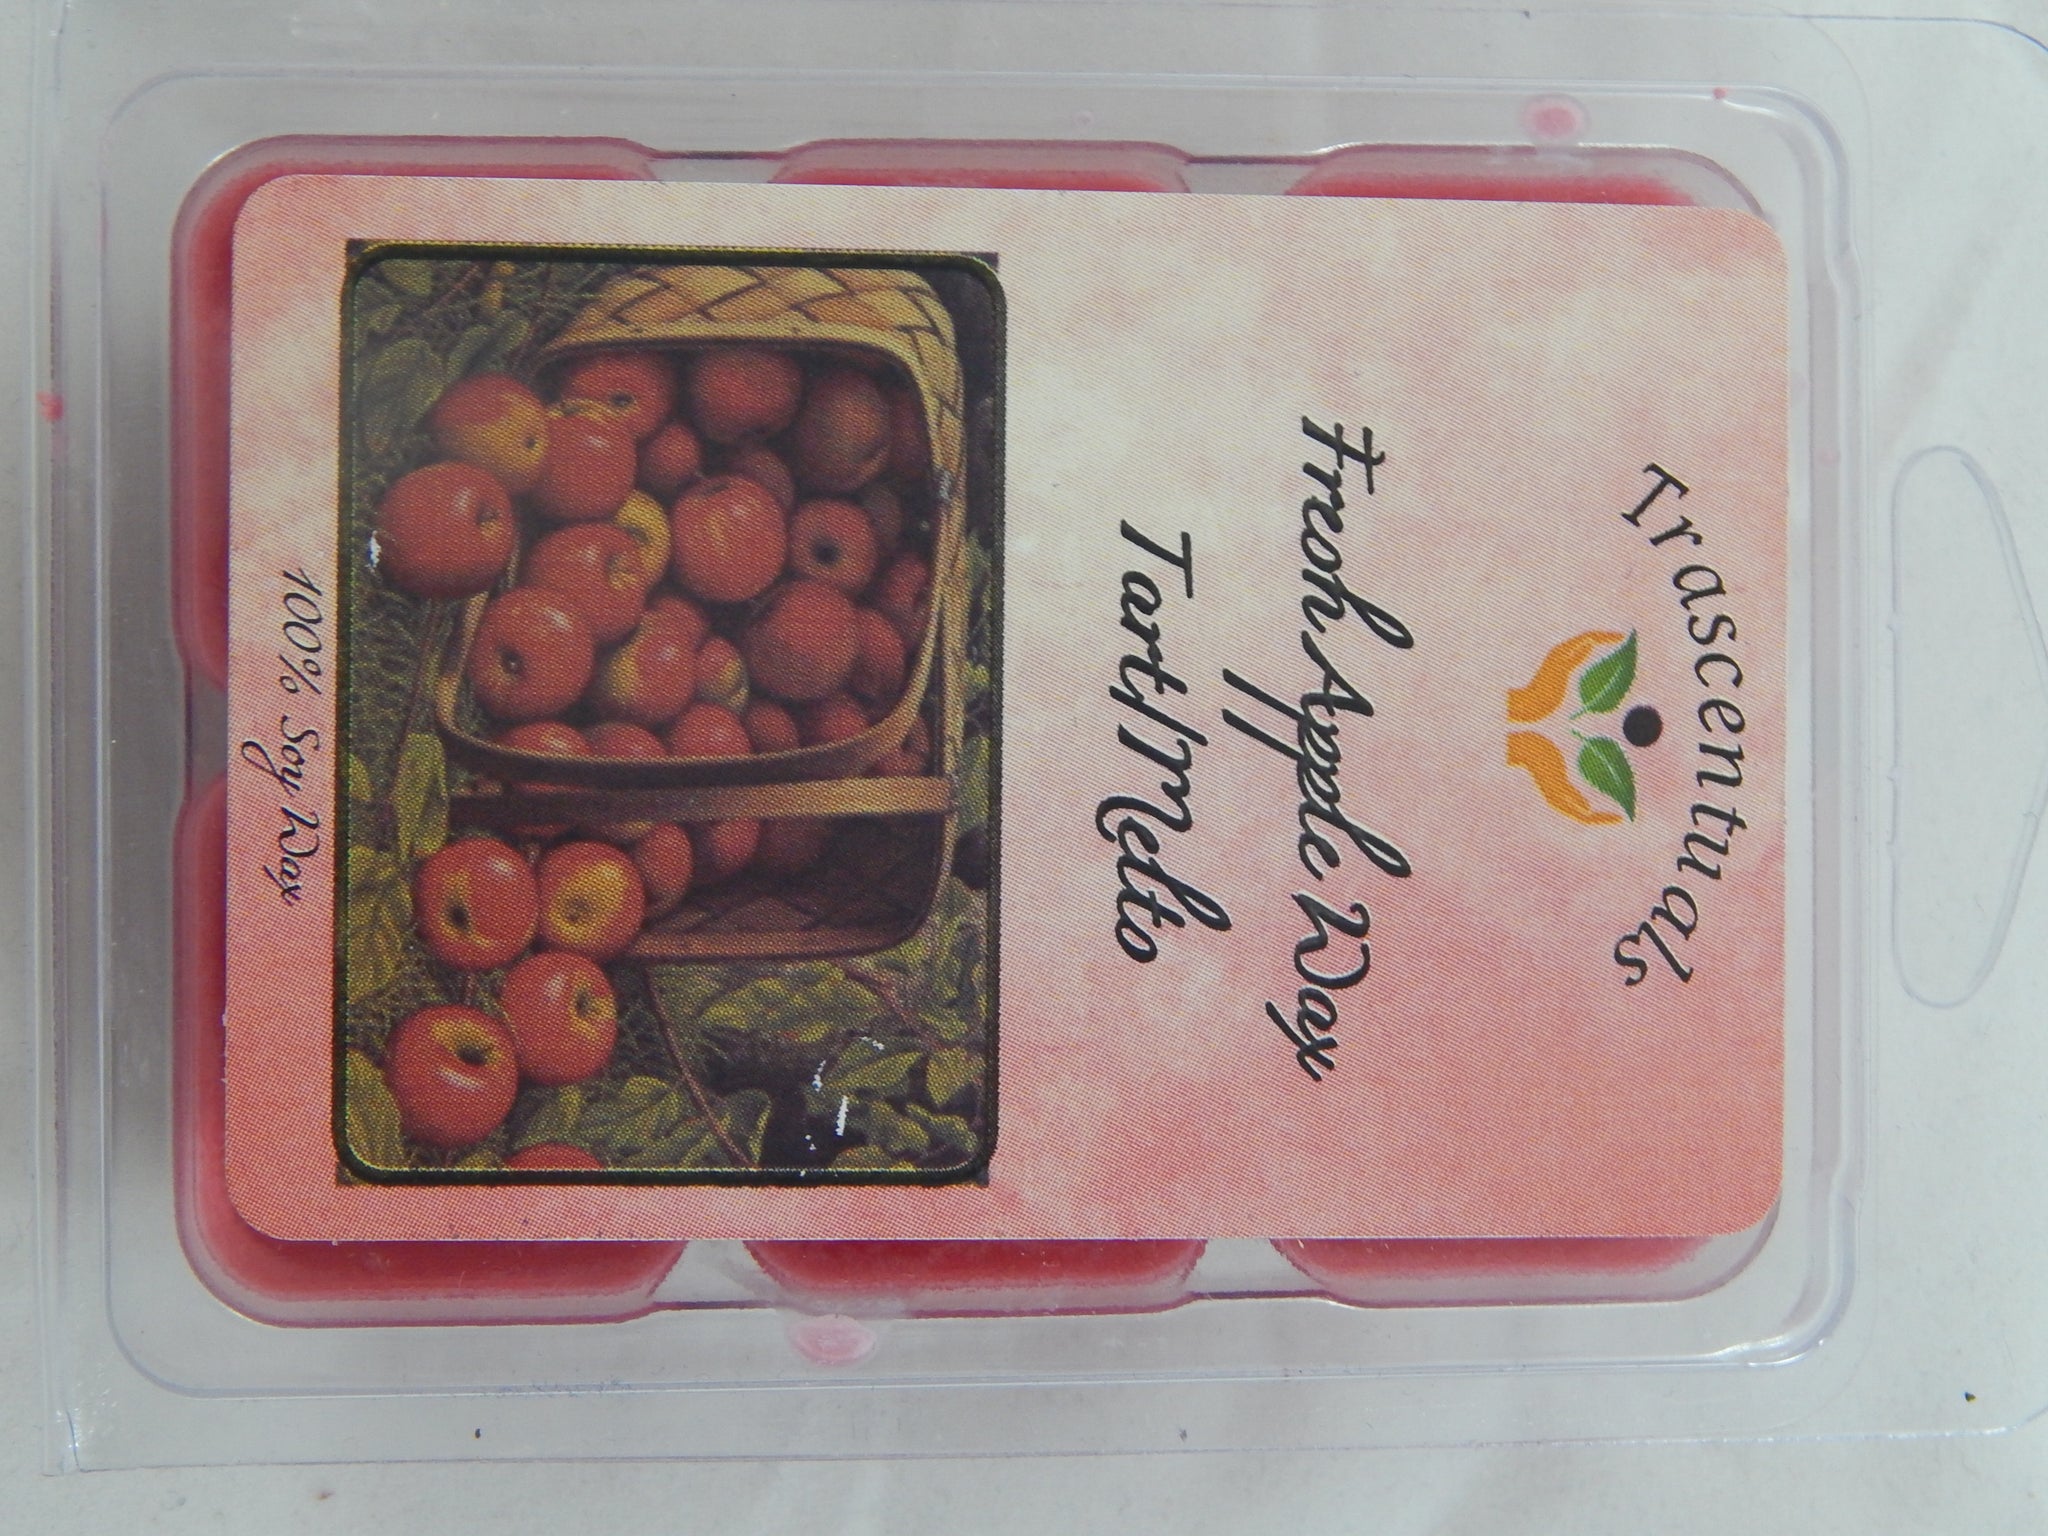 Trascentuals
Fresh Apple Wax
Tart/Melts
100% Soy Wax